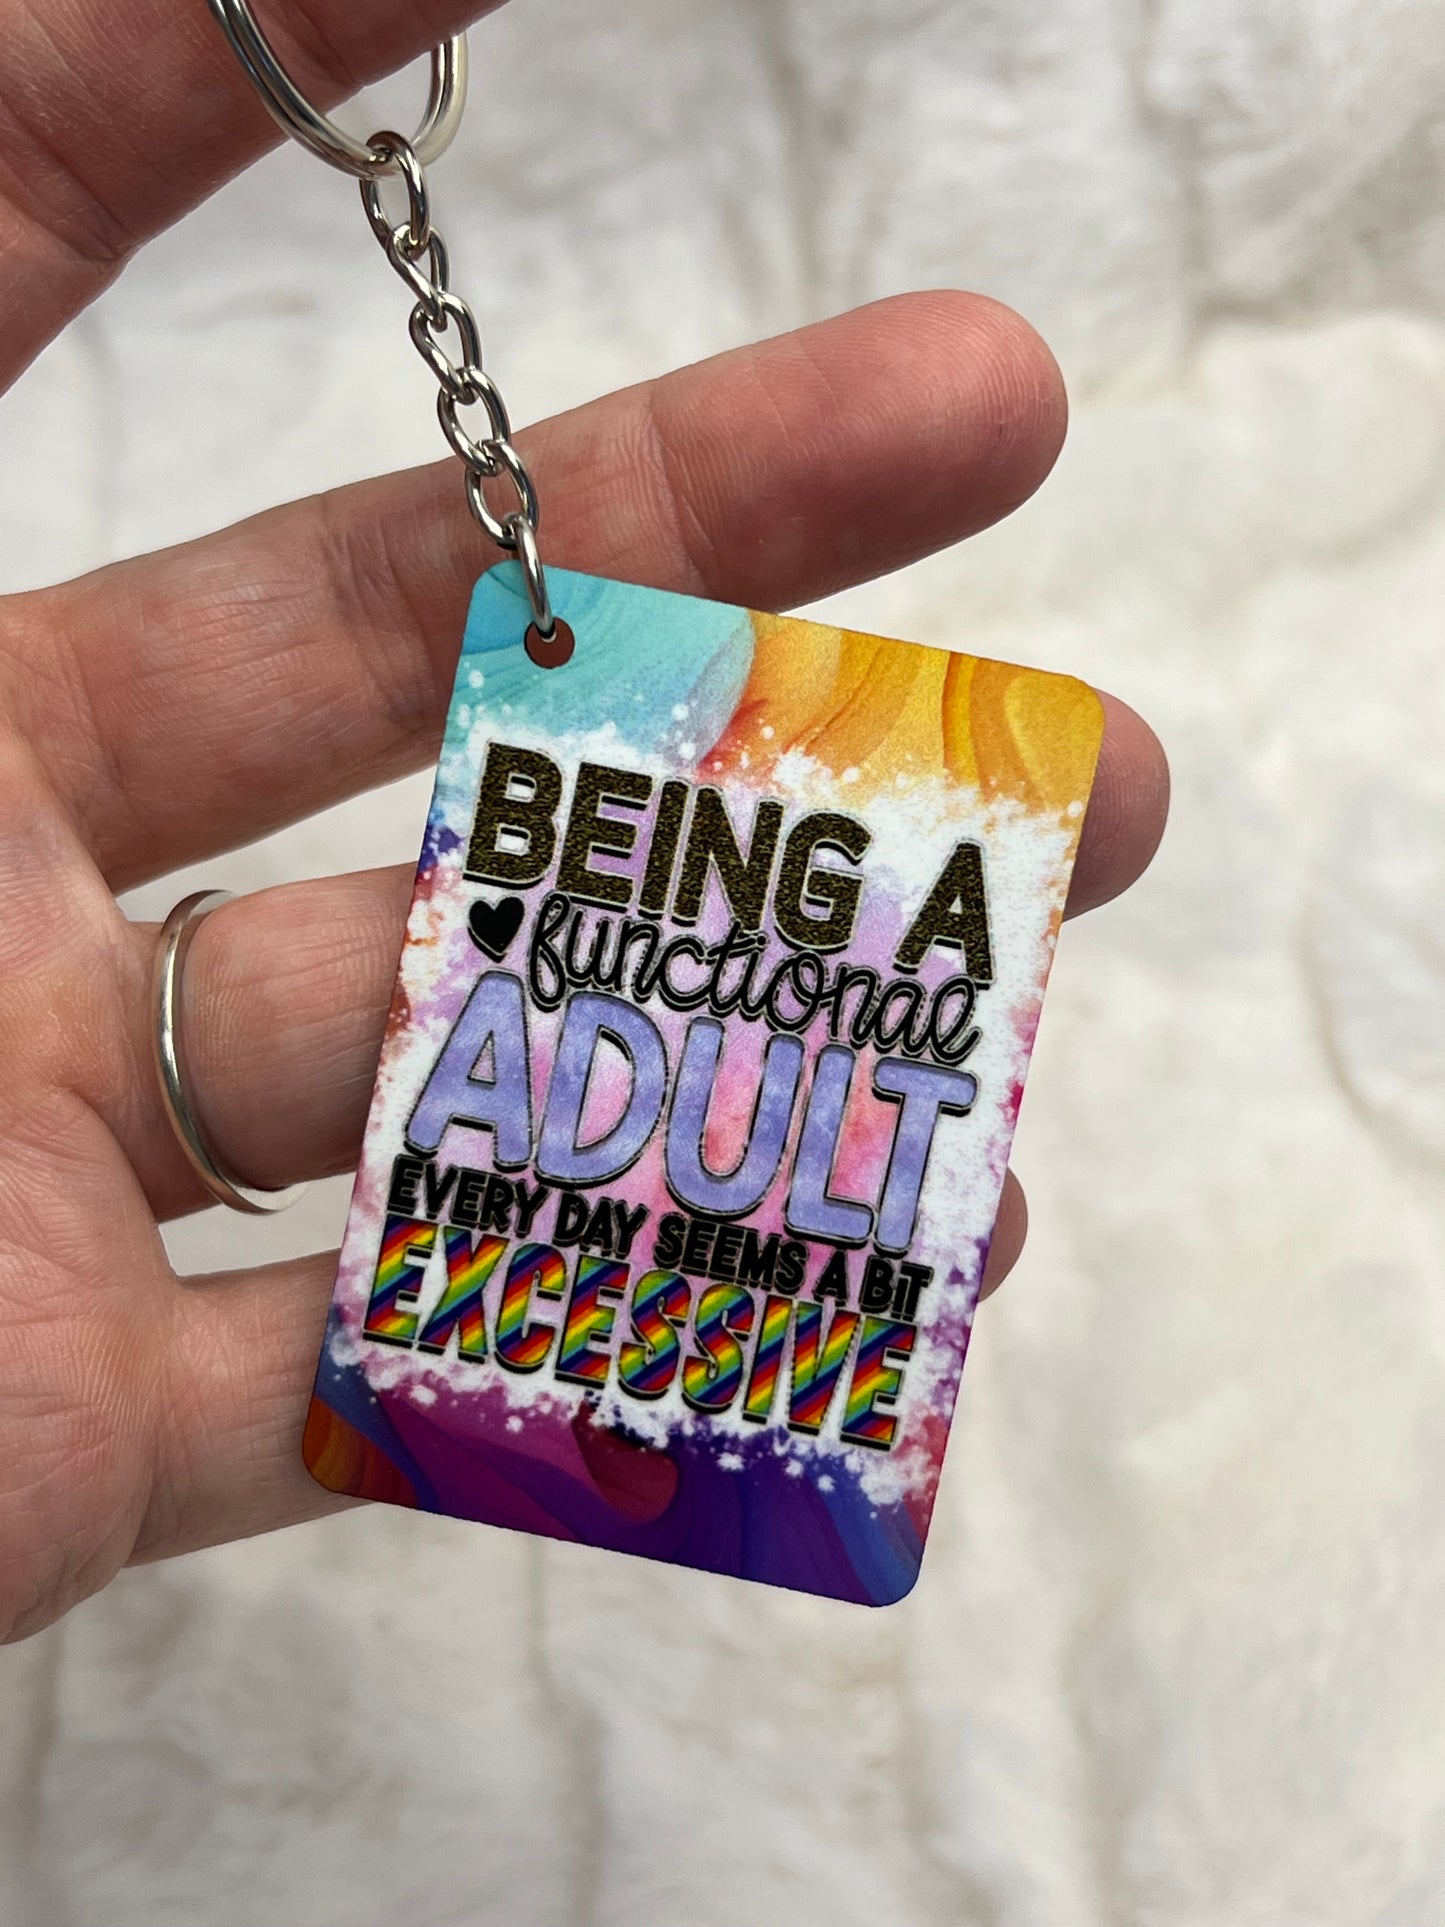 BEING A
functional
ADULT
EVERY DAY SEEMS A BiT
EXCESSIVE